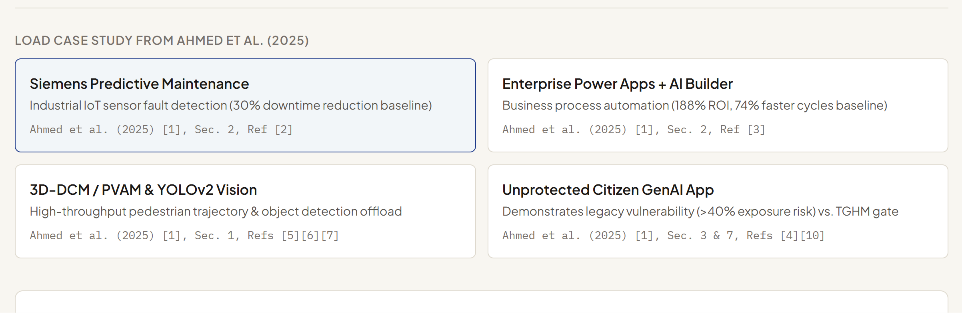 LOAD CASE STUDY FROM AHMED ET AL. (2025)
Siemens Predictive Maintenance
Industrial IoT sensor fault detection (30% downtime reduction baseline)
Ahmed et al. (2025) [1], Sec. 2, Ref [2]
Enterprise Power Apps + AI Builder
Business process automation (188% ROI, 74% faster cycles baseline)
Ahmed et al. (2025) [1], Sec. 2, Ref [3]
3D-DCM / PVAM & YOLOv2 Vision
High-throughput pedestrian trajectory & object detection offload
Ahmed et al. (2025) [1], Sec. 1, Refs [5][6][7]
Unprotected Citizen GenAI App
Demonstrates legacy vulnerability (>40% exposure risk) vs. TGHM gate
Ahmed et al. (2025) [1], Sec. 3 & 7, Refs [4][10]